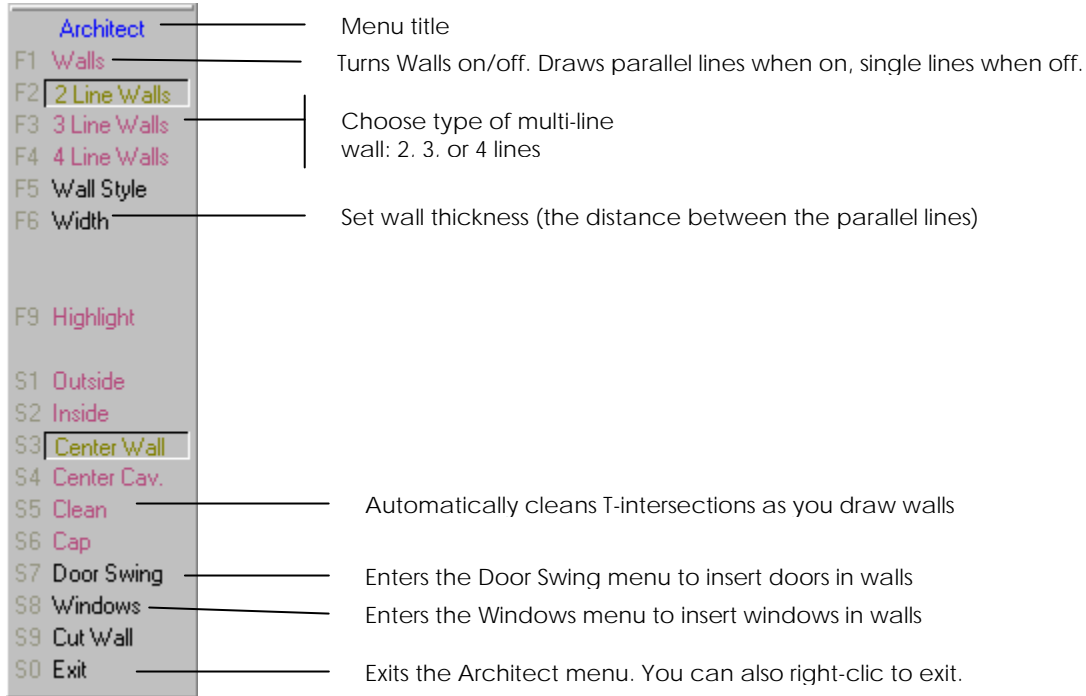 Architect Menu title
F1 Walls Turns Walls on/off. Draws parallel lines when on, single lines when off.
F2 2 Line Walls
F3 3 Line Walls Choose type of multi-line
wall: 2. 3. or 4 lines
F4 4 Line Walls
F5 Wall Style
F6 Width Set wall thickness (the distance between the parallel lines)
F9 Highlight
S1 Outside
S2 Inside
S3 Center Wall
S4 Center Cav.
S5 Clean Automatically cleans T-intersections as you draw walls
S6 Cap
S7 Door Swing Enters the Door Swing menu to insert doors in walls
S8 Windows Enters the Windows menu to insert windows in walls
S9 Cut Wall
S0 Exit Exits the Architect menu. You can also right-clic to exit.